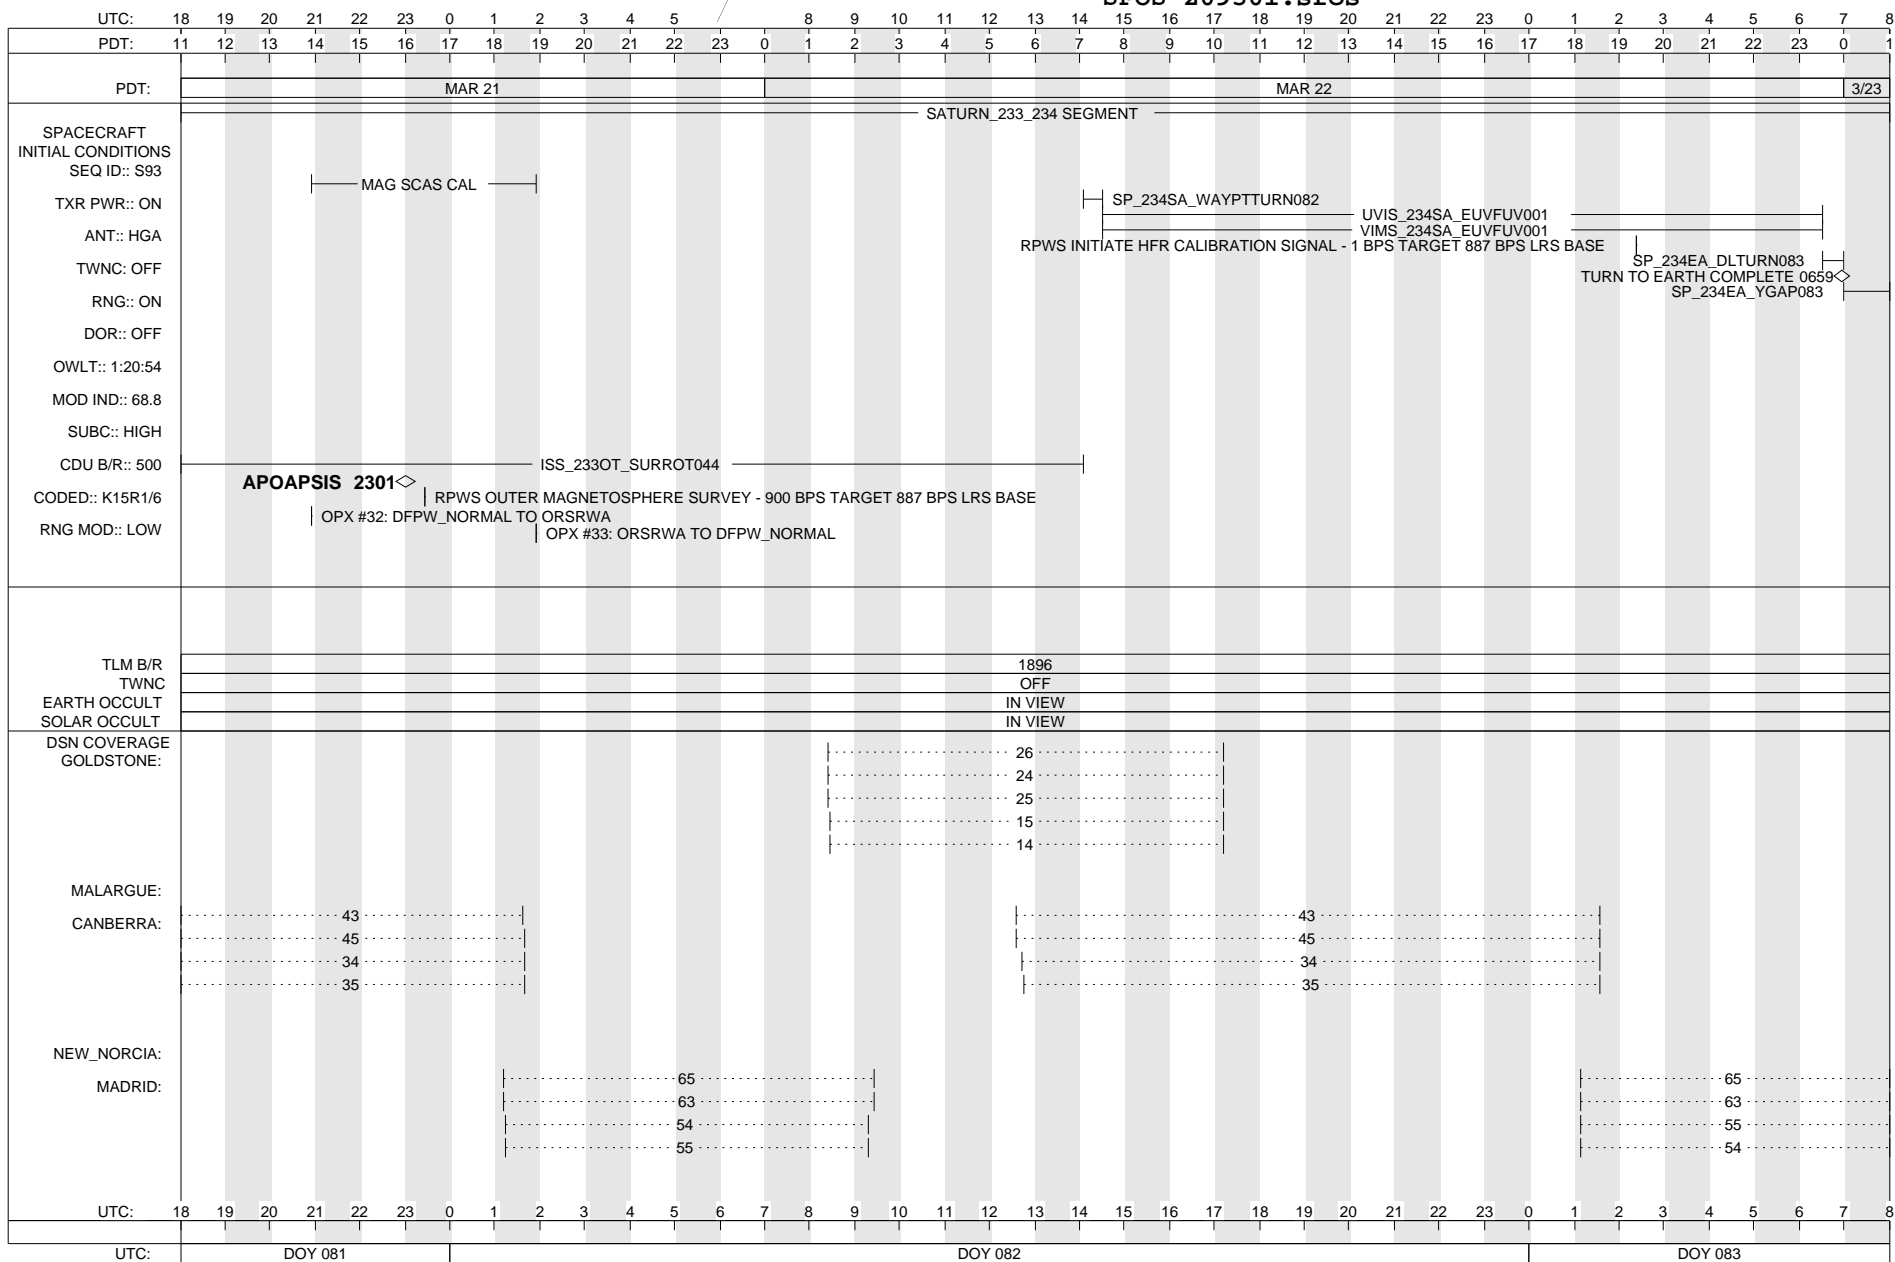 SFOS 20950I.sfos
UTC: 18 19 20 21 22 23 0 1 2 3 4 5 8 9 10 11 12 13 14 15 16 17 18 19 20 21 22 23 0 1 2 3 4 5 6 7 8
PDT: 11 12 13 14 15 16 17 18 19 20 21 22 23 0 1 2 3 4 5 6 7 8 9 10 11 12 13 14 15 16 17 18 19 20 21 22 23 0 1
PDT: MAR 21 MAR 22 3/23
SATURN_233_234 SEGMENT
SPACECRAFT
INITIAL CONDITIONS
SEQ ID:: S93
MAG SCAS CAL
TXR PWR:: ON
SP_234SA_WAYPTTURN082
UVIS_234SA_EUVFUV001
VIMS_234SA_EUVFUV001
ANT:: HGA
RPWS INITIATE HFR CALIBRATION SIGNAL - 1 BPS TARGET 887 BPS LRS BASE
SP_234EA_DLTURN083
TWNC: OFF
TURN TO EARTH COMPLETE 0659
SP_234EA_YGAP083
RNG:: ON
DOR:: OFF
OWLT:: 1:20:54
MOD IND:: 68.8
SUBC:: HIGH
CDU B/R:: 500
ISS_233OT_SURROT044
APOAPSIS 2301
CODED:: K15R1/6
RPWS OUTER MAGNETOSPHERE SURVEY - 900 BPS TARGET 887 BPS LRS BASE
OPX #32: DFPW_NORMAL TO ORSRWA
RNG MOD:: LOW
OPX #33: ORSRWA TO DFPW_NORMAL
TLM B/R 1896
TWNC OFF
EARTH OCCULT IN VIEW
SOLAR OCCULT IN VIEW
DSN COVERAGE
GOLDSTONE:
26
24
25
15
14
MALARGUE:
CANBERRA:
43 43
45 45
34 34
35 35
NEW_NORCIA:
MADRID:
65 65
63 63
54 55
55 54
UTC: 18 19 20 21 22 23 0 1 2 3 4 5 6 7 8 9 10 11 12 13 14 15 16 17 18 19 20 21 22 23 0 1 2 3 4 5 6 7 8
UTC: DOY 081 DOY 082 DOY 083